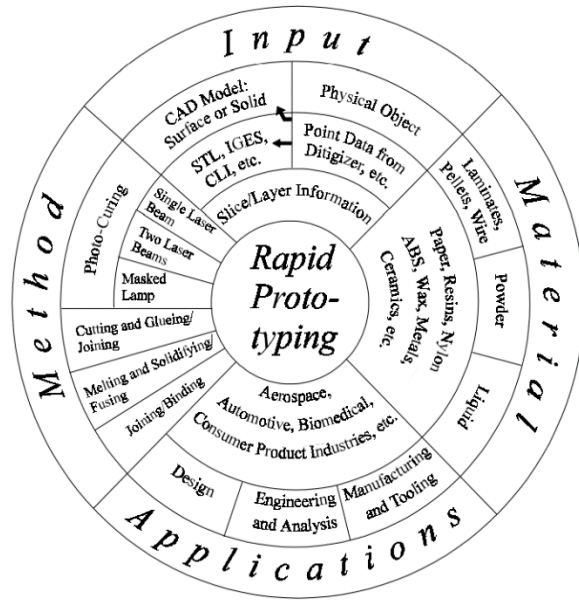 Input
CAD Model:
Surface or Solid
Physical Object
STL, IGES,
CLI, etc.
Point Data from
Ditigizer, etc.
Slice/Layer Information
Method
Photo-Curing
Single Laser
Beam
Two Laser
Beams
Masked
Lamp
Cutting and Glueing/
Joining
Melting and Solidifying/
Fusing
Joining/Binding
Rapid
Proto-
typing
Material
Laminates,
Pellets, Wire
Powder
Liquid
Paper, Resins, Nylon
ABS, Wax, Metals,
Ceramics, etc.
Aerospace,
Automotive, Biomedical,
Consumer Product Industries, etc.
Design
Engineering
and Analysis
Manufacturing
and Tooling
Applications